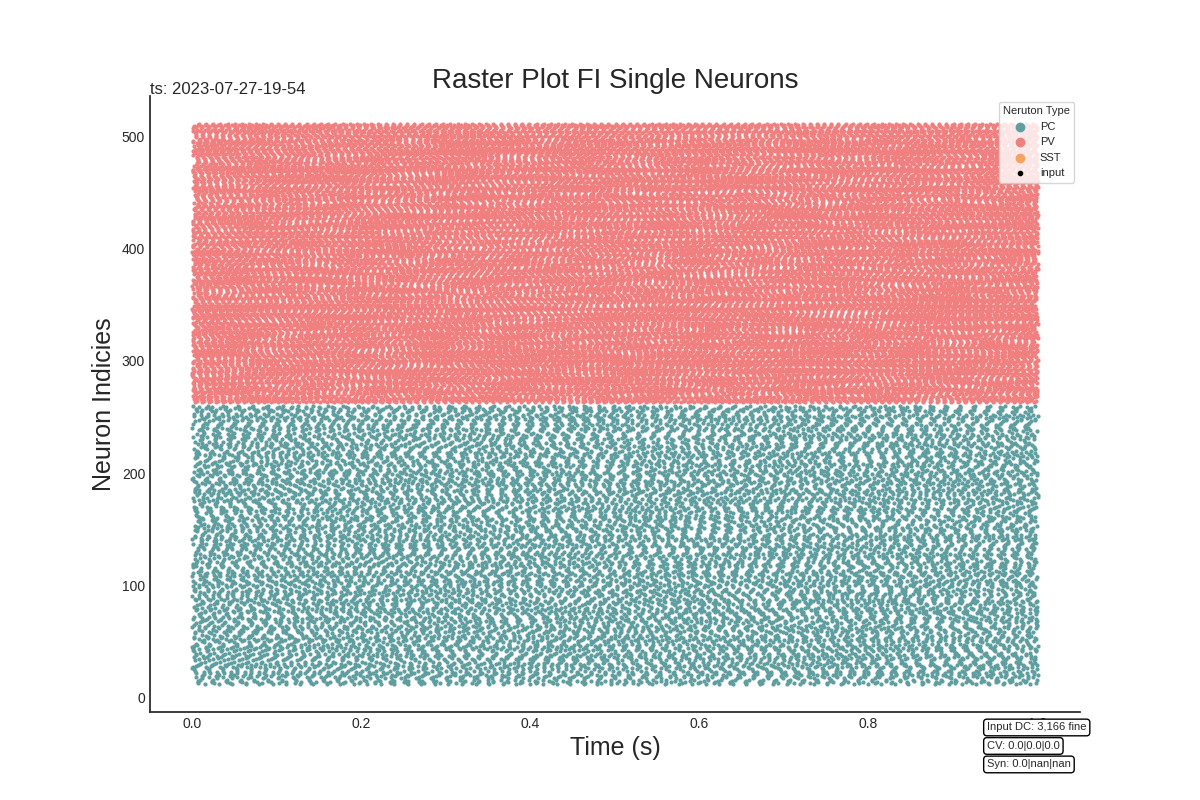 Raster Plot FI Single Neurons
ts: 2023-07-27-19-54
Neruton Type
PC
PV
SST
input
500
400
300
200
100
0
Neuron Indicies
0.0 0.2 0.4 0.6 0.8
Time (s)
Input DC: 3,166 fine
CV: 0.0|0.0|0.0
Syn: 0.0|nan|nan